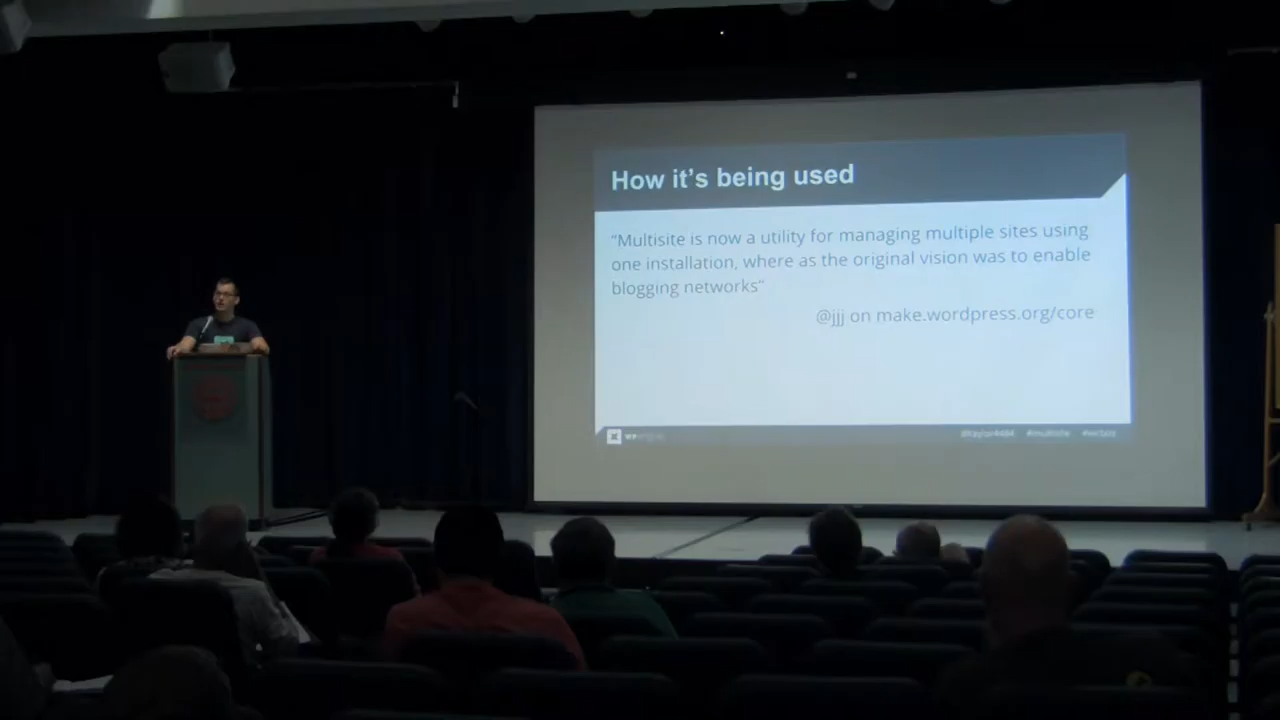 How it's being used
“Multisite is now a utility for managing multiple sites using
one installation, where as the original vision was to enable
blogging networks”
@jjj on make.wordpress.org/core
#multisite